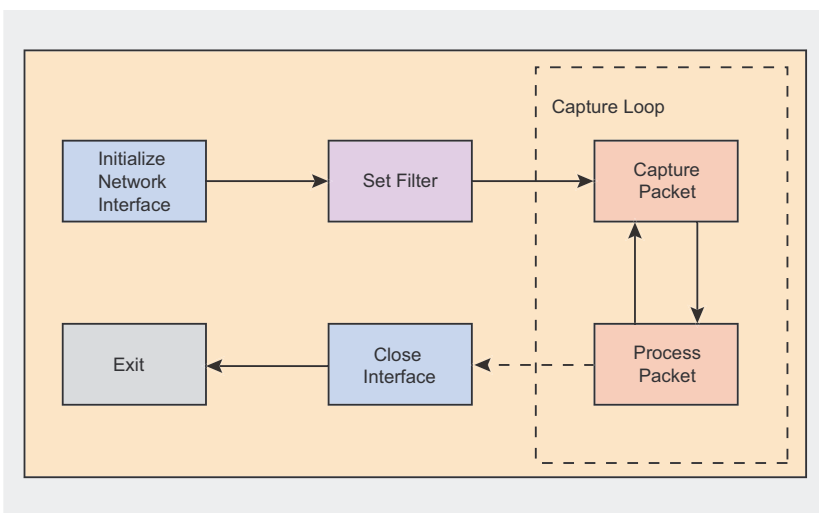 Capture Loop
Initialize
Network
Interface
Set Filter
Capture
Packet
Exit
Close
Interface
Process
Packet